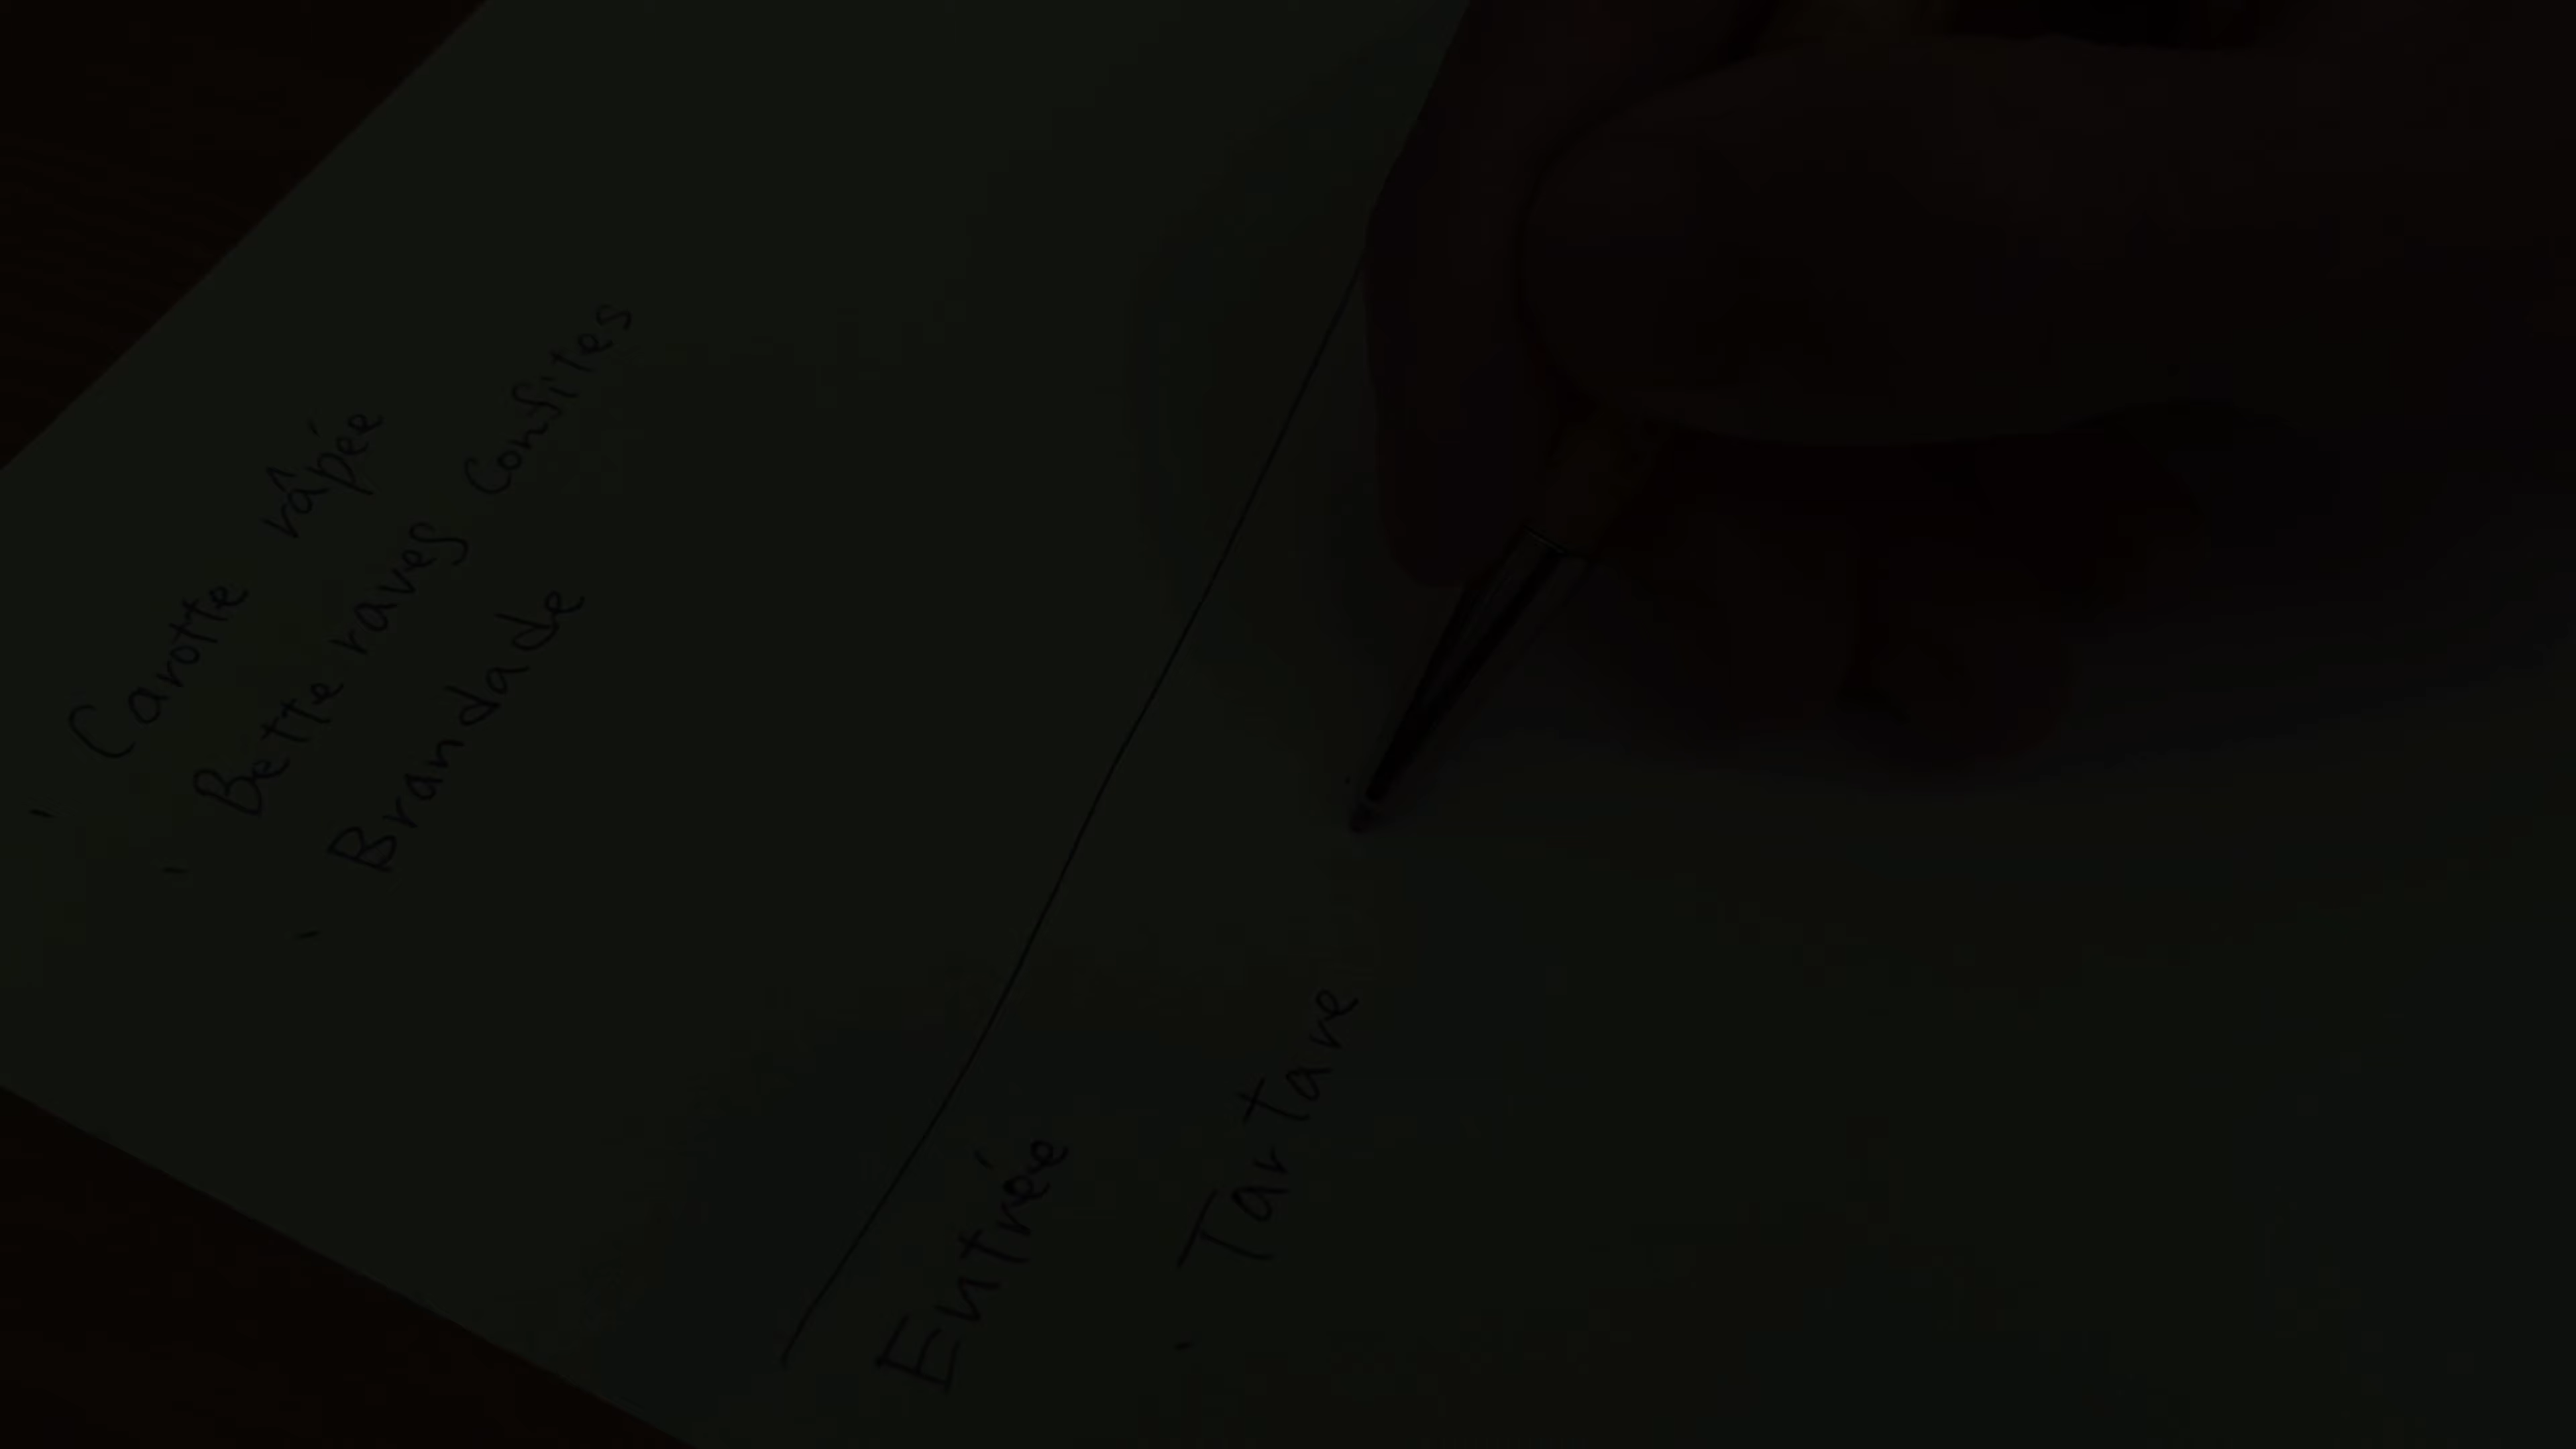 - Carotte râpée
- Bette raves Confites
- Brandade
Entrée
- Tartare